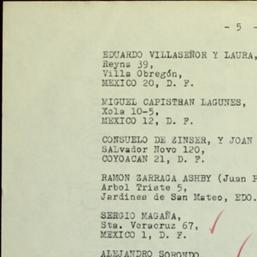 - 5 -
EDUARDO VILLASEÑOR Y LAURA,
Reyna 39,
Villa Obregón,
MEXICO 20, D. F.
MIGUEL CAPISTRAN LAGUNES,
Xola 10-5,
MEXICO 12, D. F.
CONSUELO DE ZINSER, Y JOAN
SALvador Novo 120,
COYOACAN 21, D. F.
RAMON ZARRAGA ASHBY (Juan
Arbol Triste 5,
Jardines de San Mateo, EDO.
SERGIO MAGAÑA,
Sta. Veracruz 67,
MEXICO 1, D. F.
ALEJANDRO SORONDO